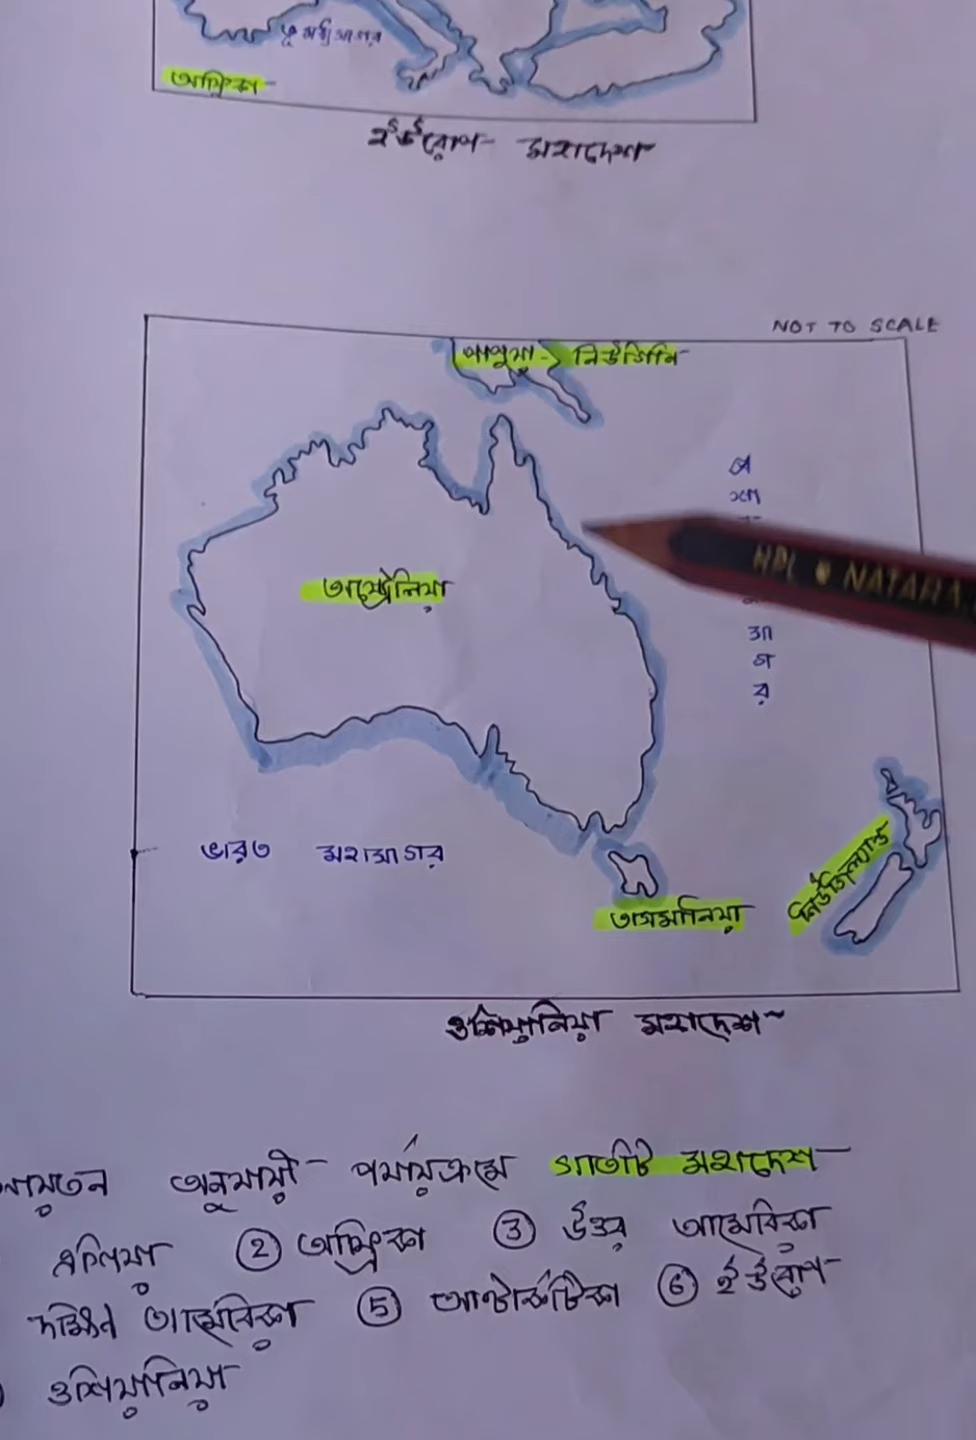 ভূমধ্যসাগর
আফ্রিকা
ইউরোপ মহাদেশ
NOT TO SCALE
পাপুয়া নিউগিনি
প্র
শা
HPL NATARA
অস্ট্রেলিয়া
সা
গ
র
ভারত মহাসাগর
নিউজিল্যান্ড
তাসমানিয়া
ওশিয়ানিয়া মহাদেশ
অনুযায়ী পর্যায়ক্রমে সাতটি মহাদেশ
এশিয়া ② আফ্রিকা ③ উত্তর আমেরিকা
দক্ষিণ আমেরিকা ⑤ আন্টার্কটিকা ⑥ ইউরোপ
ওশিয়ানিয়া